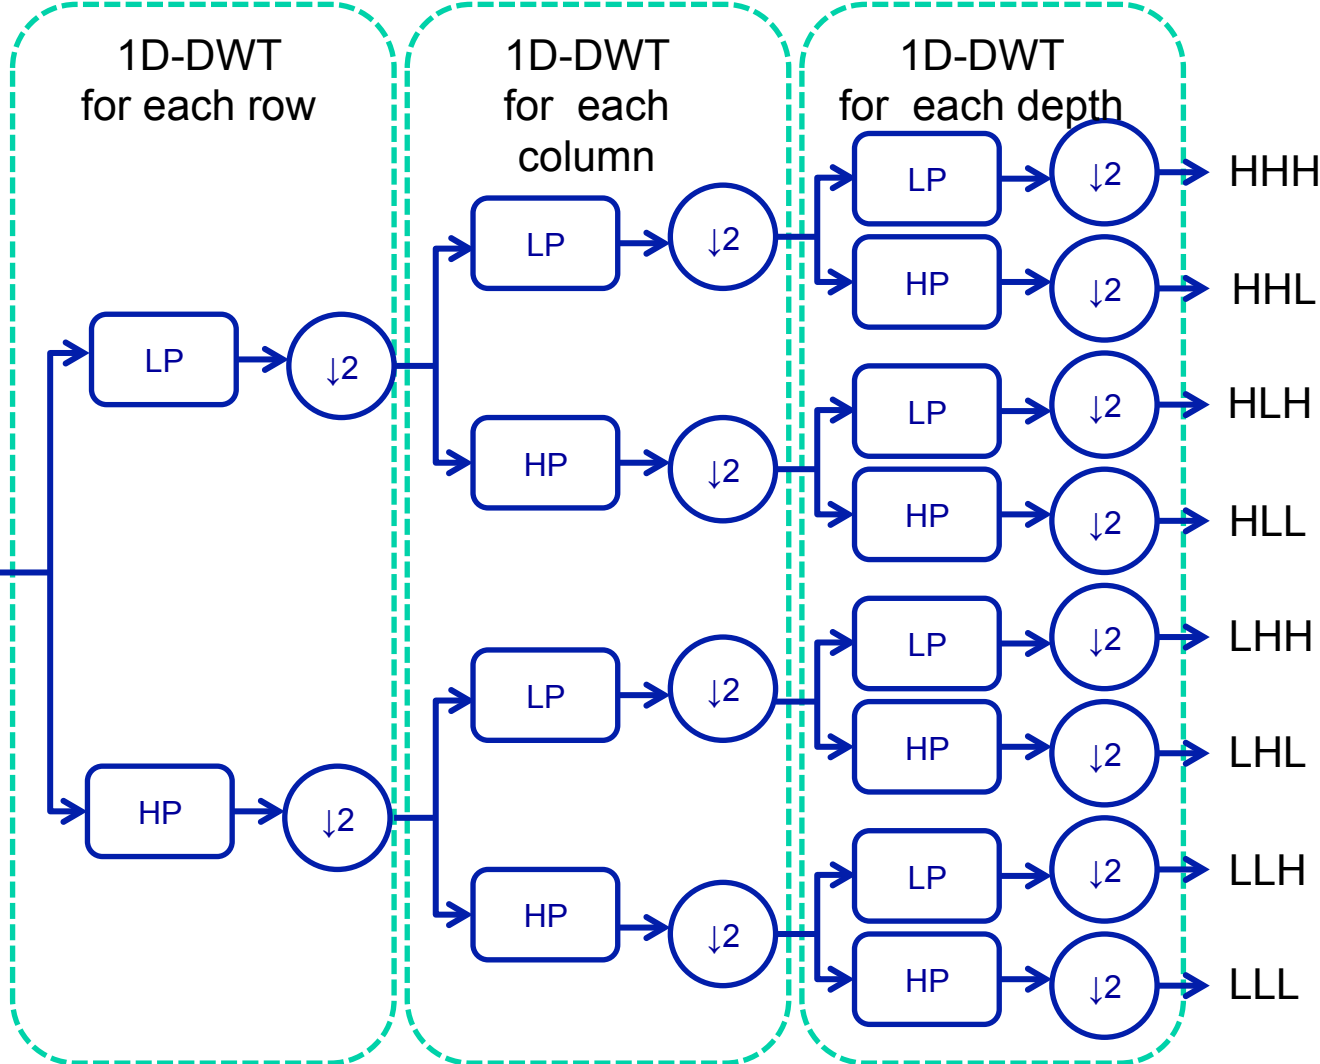 1D-DWT
for each row
LP
↓2
HP
↓2
1D-DWT
for each
column
LP
↓2
HP
↓2
LP
↓2
HP
↓2
1D-DWT
for each depth
LP
↓2
HHH
HP
↓2
HHL
LP
↓2
HLH
HP
↓2
HLL
LP
↓2
LHH
HP
↓2
LHL
LP
↓2
LLH
HP
↓2
LLL